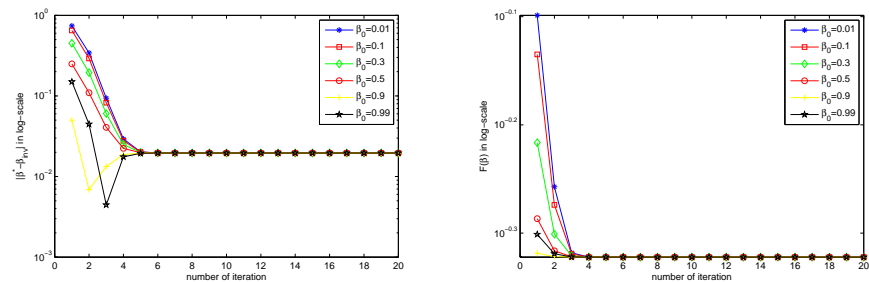 10^0
10^-1
10^-2
10^-3
0 2 4 6 8 10 12 14 16 18 20
number of iteration
||β^*-β_inv|| in log-scale
β_0=0.01
β_0=0.1
β_0=0.3
β_0=0.5
β_0=0.9
β_0=0.99
10^-0.1
10^-0.2
10^-0.3
0 2 4 6 8 10 12 14 16 18 20
number of iteration
F(β) in log-scale
β_0=0.01
β_0=0.1
β_0=0.3
β_0=0.5
β_0=0.9
β_0=0.99